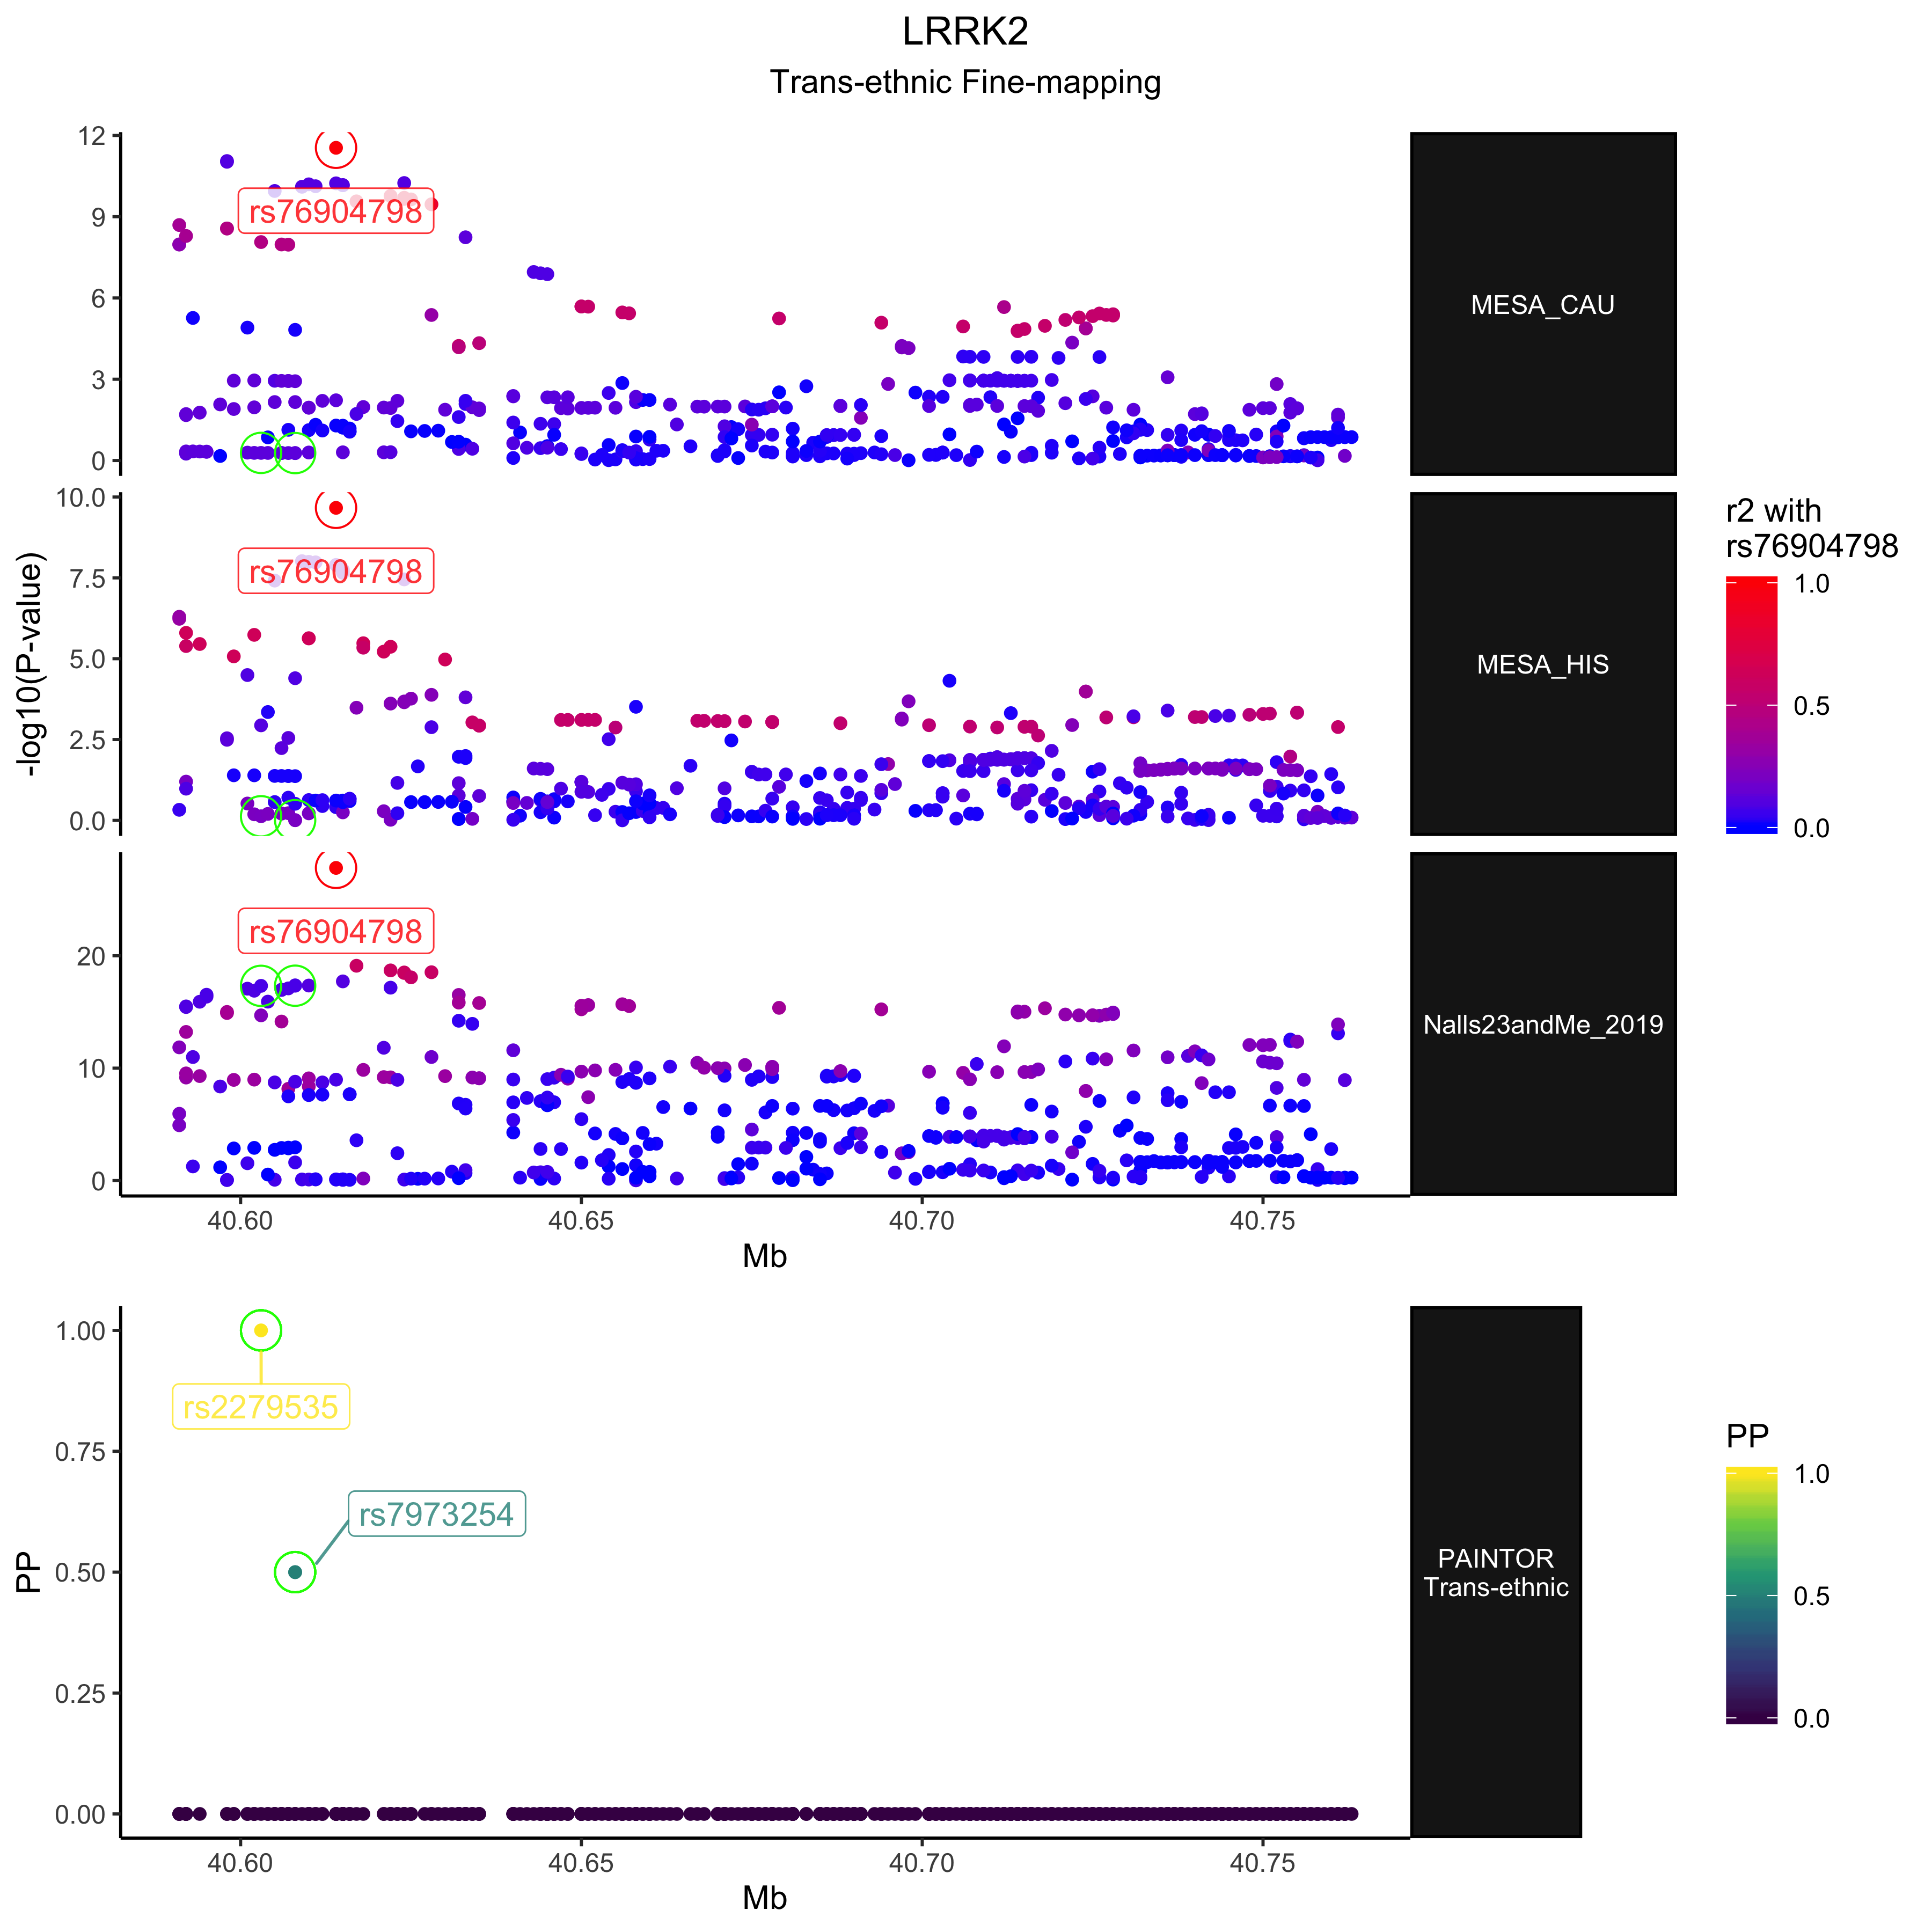 LRRK2
Trans-ethnic Fine-mapping
12
9
6
3
0
rs76904798
MESA_CAU
10.0
7.5
5.0
2.5
0.0
rs76904798
MESA_HIS
-log10(P-value)
r2 with
rs76904798
1.0
0.5
0.0
20
10
0
rs76904798
Nalls23andMe_2019
40.60 40.65 40.70 40.75
Mb
1.00
0.75
0.50
0.25
0.00
PP
rs2279535
rs7973254
PAINTOR
Trans-ethnic
PP
1.0
0.5
0.0
40.60 40.65 40.70 40.75
Mb